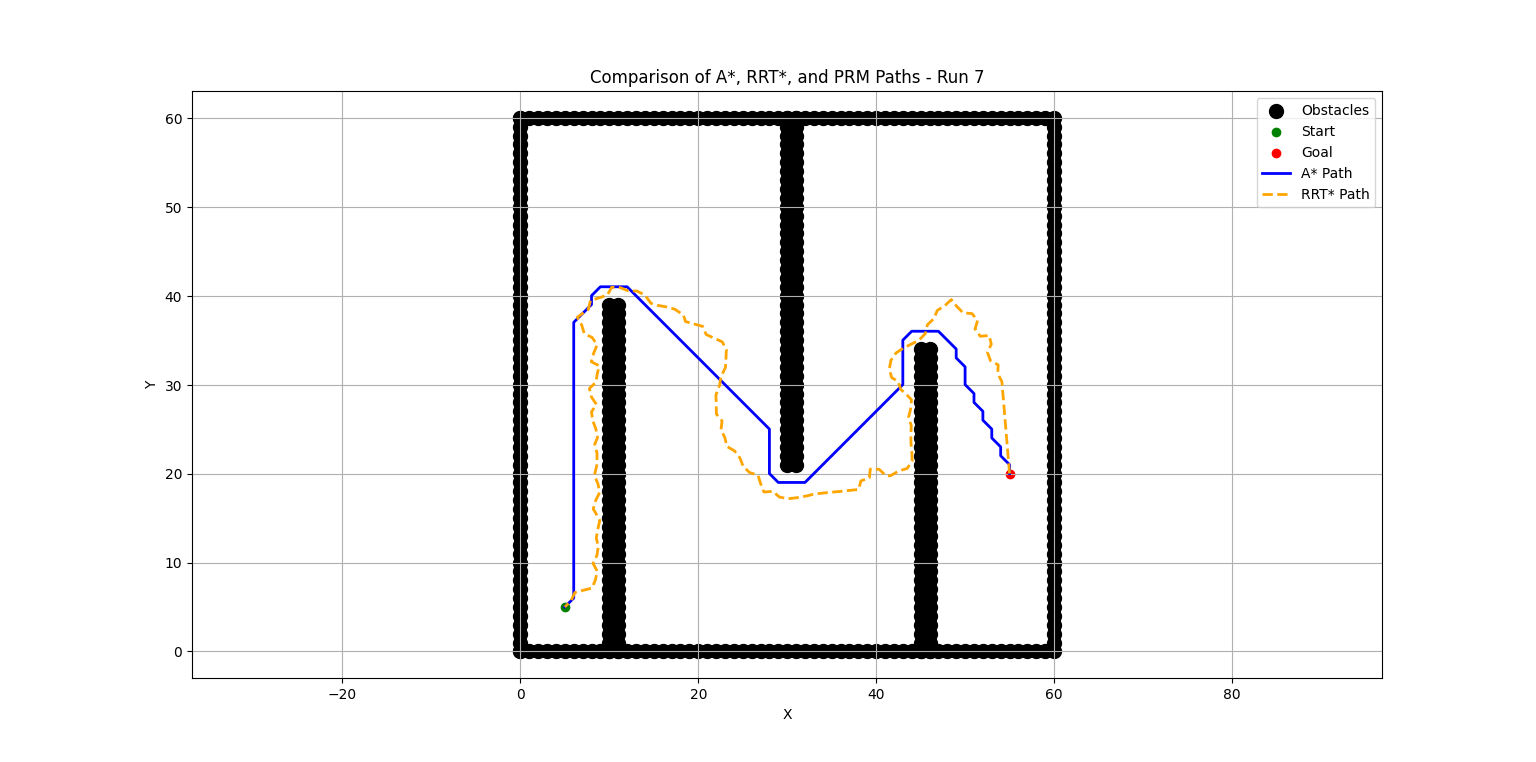 Comparison of A*, RRT*, and PRM Paths - Run 7
Obstacles
Start
Goal
A* Path
RRT* Path
60
50
40
30
20
10
0
Y
−20
0
20
40
60
80
X